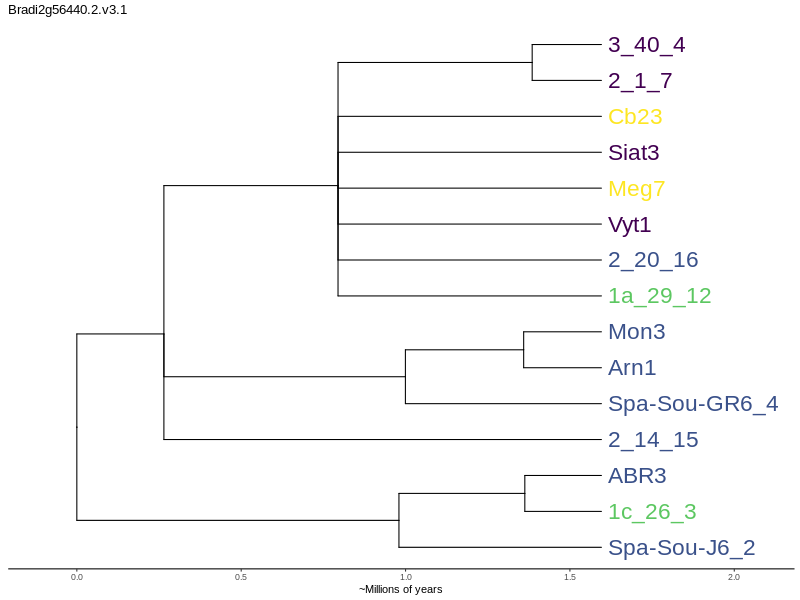 Bradi2g56440.2.v3.1
3_40_4
2_1_7
Cb23
Siat3
Meg7
Vyt1
2_20_16
1a_29_12
Mon3
Arn1
Spa-Sou-GR6_4
2_14_15
ABR3
1c_26_3
Spa-Sou-J6_2
0.0 0.5 1.0 1.5 2.0
~Millions of years